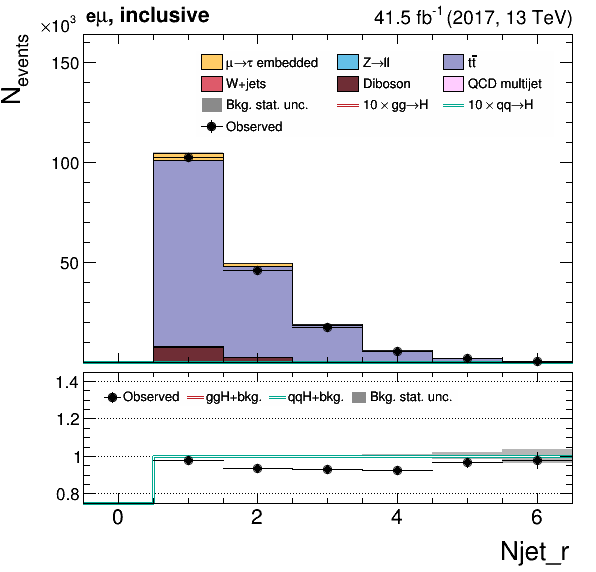 ×10³ eμ, inclusive 41.5 fb⁻¹ (2017, 13 TeV)
N_events
150
μ→τ embedded Z→ll tt̄
W+jets Diboson QCD multijet
Bkg. stat. unc. 10 × gg→H 10 × qq→H
Observed
100
50
1.4
Observed ggH+bkg. qqH+bkg. Bkg. stat. unc.
1.2
1
0.8
0 2 4 6
Njet_r